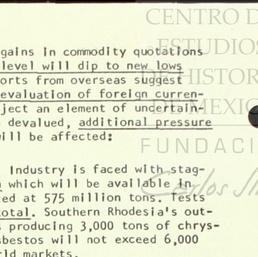 CENTRO D
ESTUDIOS
HISTOR
DE MEXIC
FUNDACI
gains in commodity quotations
level will dip to new lows
orts from overseas suggest
evaluation of foreign curren-
ject an element of uncertain-
devalued, additional pressure
will be affected:
Industry is faced with stag-
which will be available in
ted at 575 million tons. Tests
total. Southern Rhodesia's out-
s producing 3,000 tons of chrys-
sbestos will not exceed 6,000
rld markets.